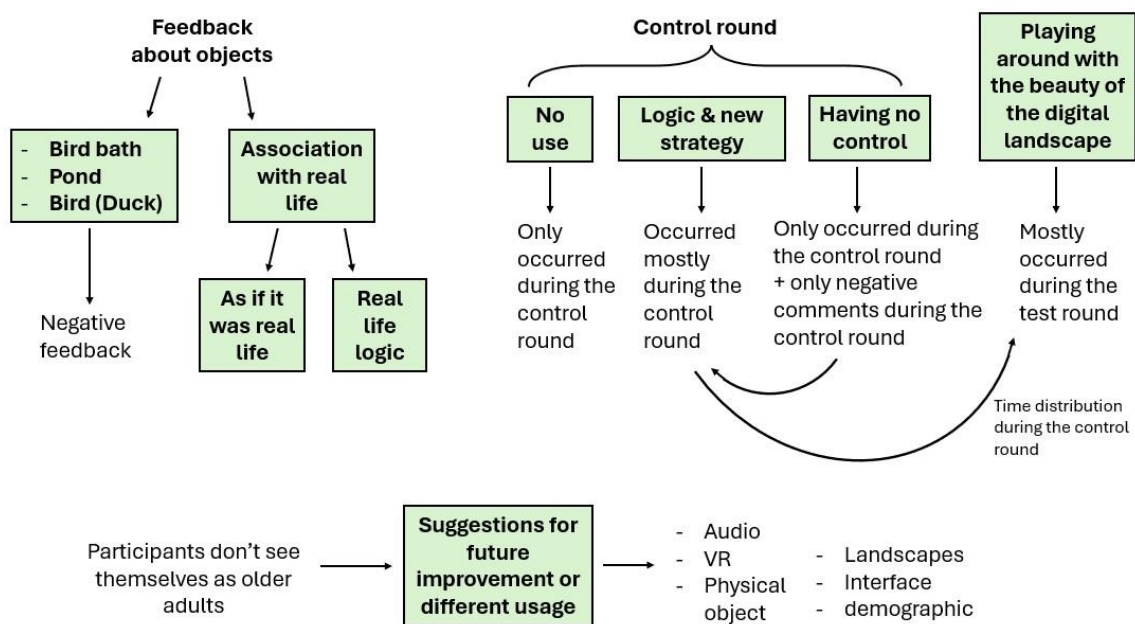 Feedback
about objects
- Bird bath
- Pond
- Bird (Duck)
Negative
feedback
Association
with real
life
As if it
was real
life
Real
life
logic
Control round
No
use
Only
occurred
during the
control
round
Logic & new
strategy
Occurred
mostly
during the
control
round
Having no
control
Only occurred during
the control round
+ only negative
comments during the
control round
Playing
around with
the beauty of
the digital
landscape
Mostly
occurred
during the
test round
Time distribution
during the control
round
Participants don’t see
themselves as older
adults
Suggestions for
future
improvement or
different usage
- Audio
- VR
- Physical
object
- Landscapes
- Interface
- demographic